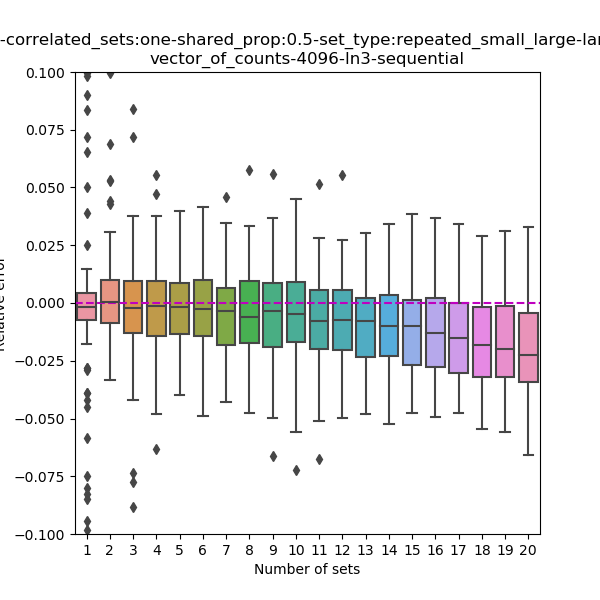 -correlated_sets:one-shared_prop:0.5-set_type:repeated_small_large-lar
vector_of_counts-4096-ln3-sequential
0.100
0.075
0.050
0.025
0.000
−0.025
−0.050
−0.075
−0.100
1 2 3 4 5 6 7 8 9 10 11 12 13 14 15 16 17 18 19 20
Number of sets